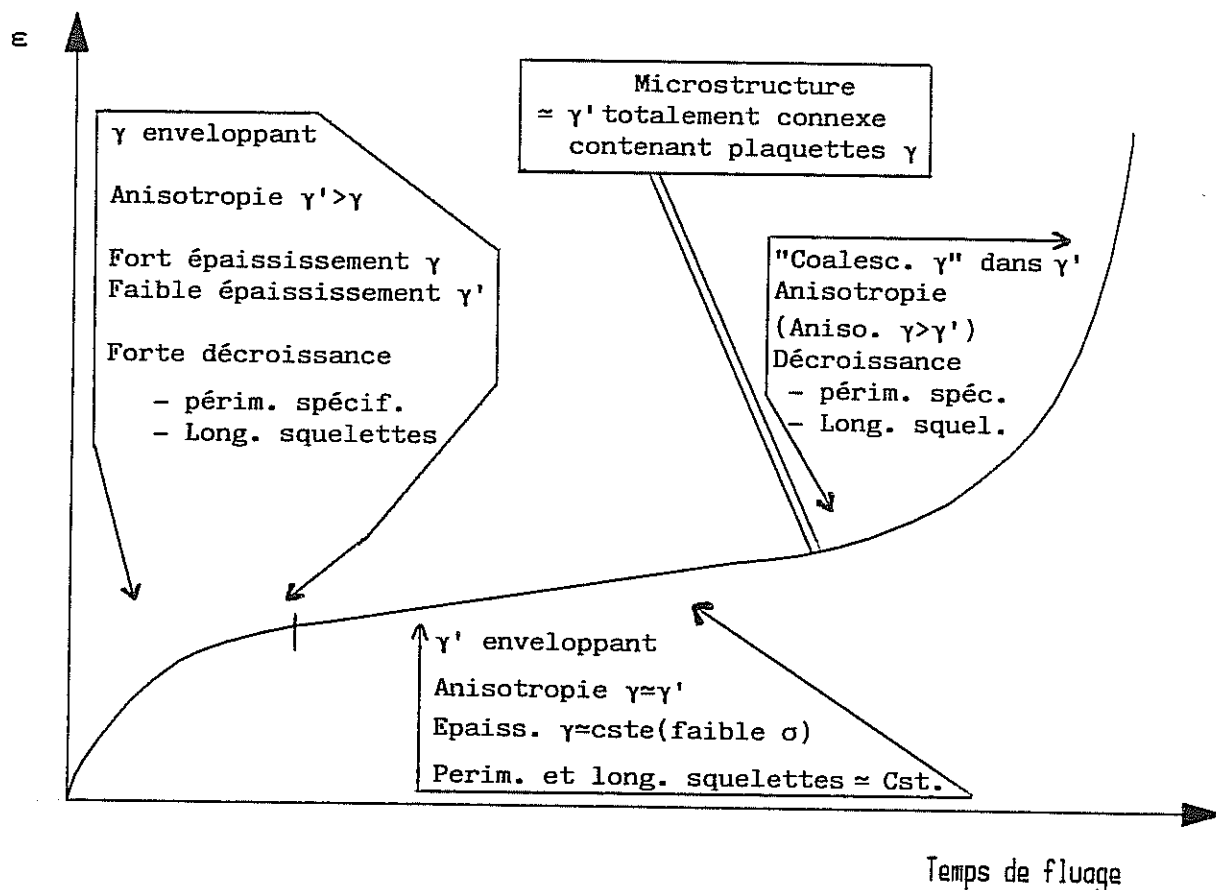 ε
γ enveloppant
Anisotropie γ'>γ
Fort épaississement γ
Faible épaississement γ'
Forte décroissance
- périm. spécif.
- Long. squelettes
Microstructure
≃ γ'totalement connexe
contenant plaquettes γ
"Coalesc. γ" dans γ'
Anisotropie
(Aniso. γ>γ')
Décroissance
- périm. spéc.
- Long. squel.
γ' enveloppant
Anisotropie γ≃γ'
Epaiss. γ≃cste(faible σ)
Perim. et long. squelettes ≃ Cst.
Temps de fluage